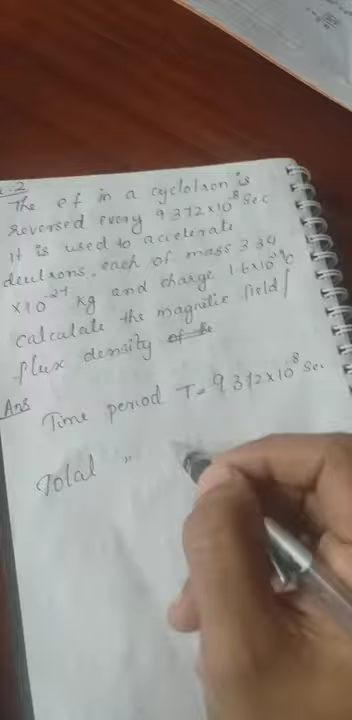 The ef in a cyclotron is
reversed every 9.372×10⁻⁸ Sec
it is used to accelerate
deutrons, each of mass 3.34
×10⁻²⁷ kg and charge 1.6×10⁻¹⁹C
calculate the magnetic field/
flux density
Ans
Time period T = 9.372×10⁻⁸ Sec
Total "